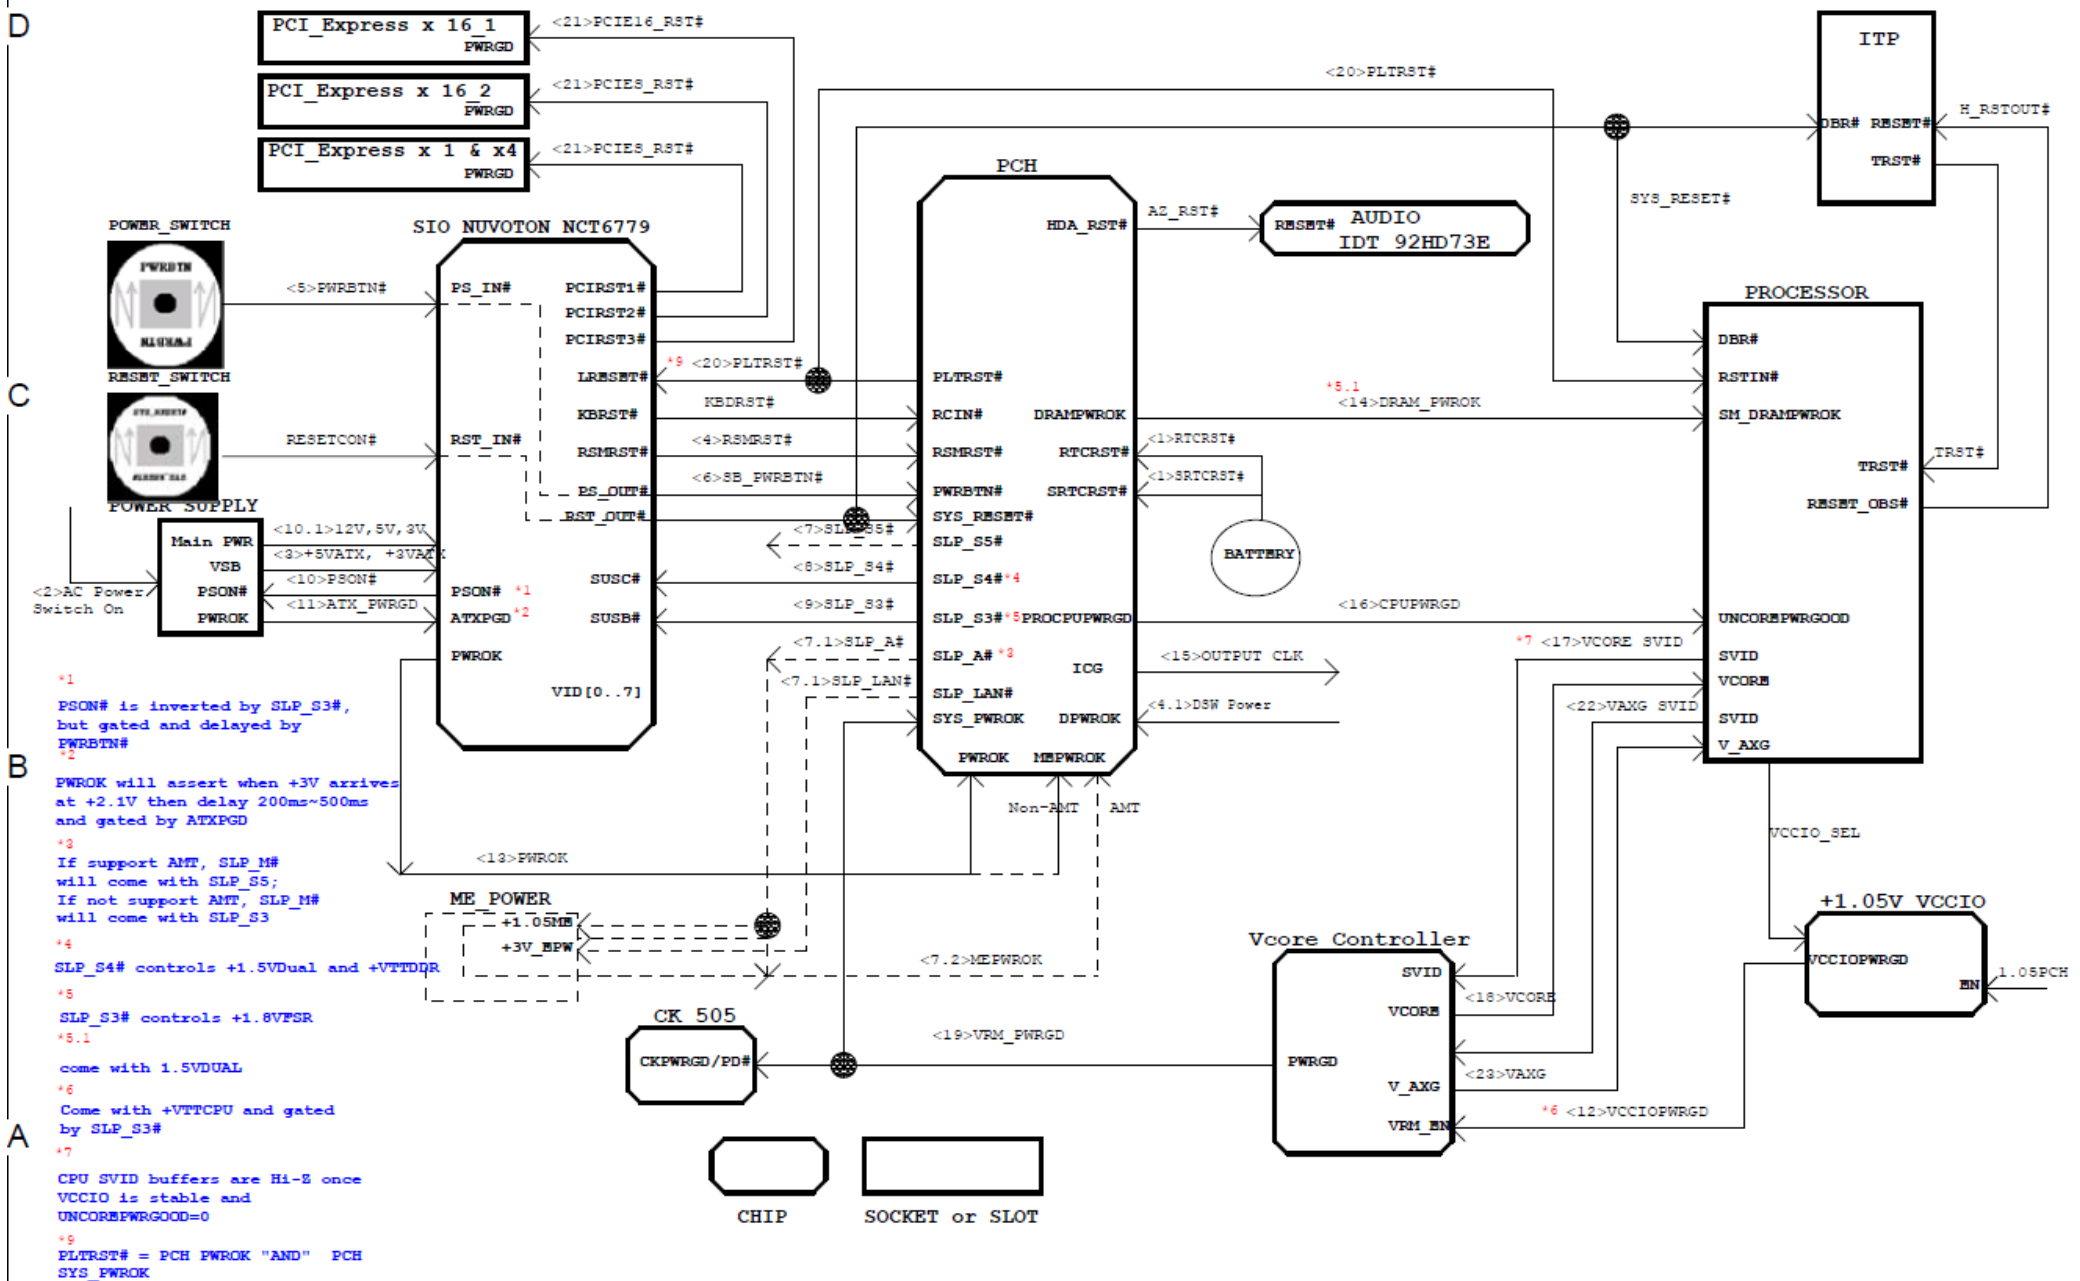 D
PCI_Express x 16_1
PWRGD
<21>PCIE16_RST#
PCI_Express x 16_2
PWRGD
<21>PCIES_RST#
PCI_Express x 1 & x4
PWRGD
<21>PCIES_RST#
<20>PLTRST#
ITP
DBR# RESET#
TRST#
H_RSTOUT#
SYS_RESET#
POWER_SWITCH
PWRBTN
PWRBTN
<5>PWRBTN#
RESET_SWITCH
C
RESETCON#
SIO NUVOTON NCT6779
PS_IN#
PCIRST1#
PCIRST2#
PCIRST3#
LRESET#
KBRST#
RST_IN#
RSMRST#
PS_OUT#
RST_OUT#
PSON# *1
SUSC#
ATXPGD *2
SUSB#
PWROK
VID[0..7]
*9 <20>PLTRST#
KBDRST#
<4>RSMRST#
<6>SB_PWRBTN#
<7>SLP_S5#
<8>SLP_S4#
<9>SLP_S3#
<7.1>SLP_A#
<7.1>SLP_LAN#
PCH
HDA_RST#
PLTRST#
RCIN#
DRAMPWROK
RSMRST#
RTCRST#
PWRBTN#
SRTCRST#
SYS_RESET#
SLP_S5#
SLP_S4#*4
SLP_S3#*5PROCPUPWRGD
SLP_A# *3
ICG
SLP_LAN#
SYS_PWROK
DPWROK
PWROK
MEPWROK
Non-AMT
AMT
AZ_RST#
RESET#
AUDIO
IDT 92HD73E
*5.1
<14>DRAM_PWROK
<1>RTCRST#
<1>SRTCRST#
BATTERY
<16>CPUPWRGD
<15>OUTPUT CLK
<4.1>DSW Power
PROCESSOR
DBR#
RSTIN#
SM_DRAMPWROK
TRST#
RESET_OBS#
UNCOREPWRGOOD
SVID
VCORE
SVID
V_AXG
TRST#
*7 <17>VCORE SVID
<22>VAXG SVID
POWER SUPPLY
Main PWR
VSB
PSON#
PWROK
<10.1>12V,5V,3V
<3>+5VATX, +3VATX
<10>PSON#
<11>ATX_PWRGD
<2>AC Power
Switch On
*1
PSON# is inverted by SLP_S3#,
but gated and delayed by
PWRBTN#
*2
B
PWROK will assert when +3V arrives
at +2.1V then delay 200ms~500ms
and gated by ATXPGD
*3
If support AMT, SLP_M#
will come with SLP_S5;
If not support AMT, SLP_M#
will come with SLP_S3
*4
SLP_S4# controls +1.5VDual and +VTTDDR
*5
SLP_S3# controls +1.8VFSR
*5.1
come with 1.5VDUAL
*6
Come with +VTTCPU and gated
by SLP_S3#
A
*7
CPU SVID buffers are Hi-Z once
VCCIO is stable and
UNCOREPWRGOOD=0
*9
PLTRST# = PCH PWROK "AND" PCH
SYS_PWROK
<13>PWROK
ME_POWER
+1.05ME
+3V_EPW
<7.2>MEPWROK
CK 505
CKPWRGD/PD#
<19>VRM_PWRGD
Vcore Controller
SVID
VCORE
PWRGD
V_AXG
VRM_EN
<18>VCORE
<23>VAXG
*6 <12>VCCIOPWRGD
VCCIO_SEL
+1.05V VCCIO
VCCIOPWRGD
EN
1.05PCH
CHIP
SOCKET or SLOT